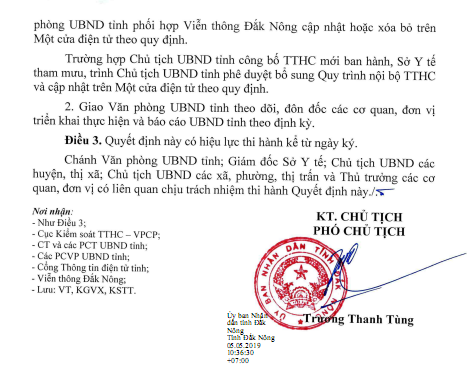 phòng UBND tỉnh phối hợp Viễn thông Đắk Nông cập nhật hoặc xóa bỏ trên
Một cửa điện tử theo quy định.
Trường hợp Chủ tịch UBND tỉnh công bố TTHC mới ban hành, Sở Y tế
tham mưu, trình Chủ tịch UBND tỉnh phê duyệt bổ sung Quy trình nội bộ TTHC
và cập nhật trên Một cửa điện tử theo quy định.
2. Giao Văn phòng UBND tỉnh theo dõi, đôn đốc các cơ quan, đơn vị
triển khai thực hiện và báo cáo UBND tỉnh theo định kỳ.
Điều 3. Quyết định này có hiệu lực thi hành kể từ ngày ký.
Chánh Văn phòng UBND tỉnh; Giám đốc Sở Y tế; Chủ tịch UBND các
huyện, thị xã; Chủ tịch UBND các xã, phường, thị trấn và Thủ trưởng các cơ
quan, đơn vị có liên quan chịu trách nhiệm thi hành Quyết định này./.
Nơi nhận:
- Như Điều 3;
- Cục Kiểm soát TTHC – VPCP;
- CT và các PCT UBND tỉnh;
- Các PCVP UBND tỉnh;
- Cổng Thông tin điện tử tỉnh;
- Viễn thông Đắk Nông;
- Lưu: VT, KGVX, KSTT.
KT. CHỦ TỊCH
PHÓ CHỦ TỊCH
ỦY BAN NHÂN DÂN TỈNH ĐẮK NÔNG
Trương Thanh Tùng
Ủy ban Nhân
dân tỉnh Đắk
Nông
Tỉnh Đắk Nông
05.05.2019
10:36:30
+07:00